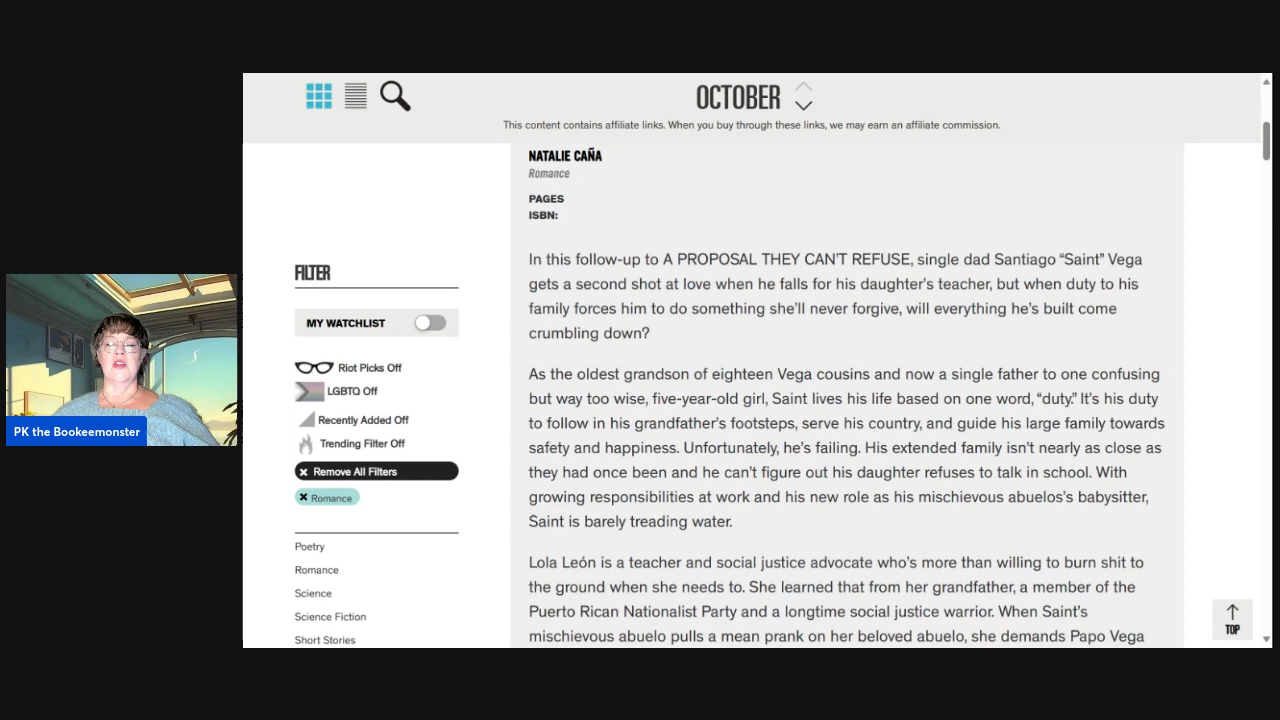 OCTOBER
This content contains affiliate links. When you buy through these links, we may earn an affiliate commission.
NATALIE CAÑA
Romance
PAGES
ISBN:
FILTER
MY WATCHLIST
Riot Picks Off
LGBTQ Off
Recently Added Off
Trending Filter Off
× Remove All Filters
× Romance
Poetry
Romance
Science
Science Fiction
Short Stories
In this follow-up to A PROPOSAL THEY CAN’T REFUSE, single dad Santiago “Saint” Vega
gets a second shot at love when he falls for his daughter’s teacher, but when duty to his
family forces him to do something she’ll never forgive, will everything he’s built come
crumbling down?
As the oldest grandson of eighteen Vega cousins and now a single father to one confusing
but way too wise, five-year-old girl, Saint lives his life based on one word, “duty.” It’s his duty
to follow in his grandfather’s footsteps, serve his country, and guide his large family towards
safety and happiness. Unfortunately, he’s failing. His extended family isn’t nearly as close as
they had once been and he can’t figure out his daughter refuses to talk in school. With
growing responsibilities at work and his new role as his mischievous abuelos’s babysitter,
Saint is barely treading water.
Lola León is a teacher and social justice advocate who’s more than willing to burn shit to
the ground when she needs to. She learned that from her grandfather, a member of the
Puerto Rican Nationalist Party and a longtime social justice warrior. When Saint’s
mischievous abuelo pulls a mean prank on her beloved abuelo, she demands Papo Vega
TOP
PK the Bookeemonster